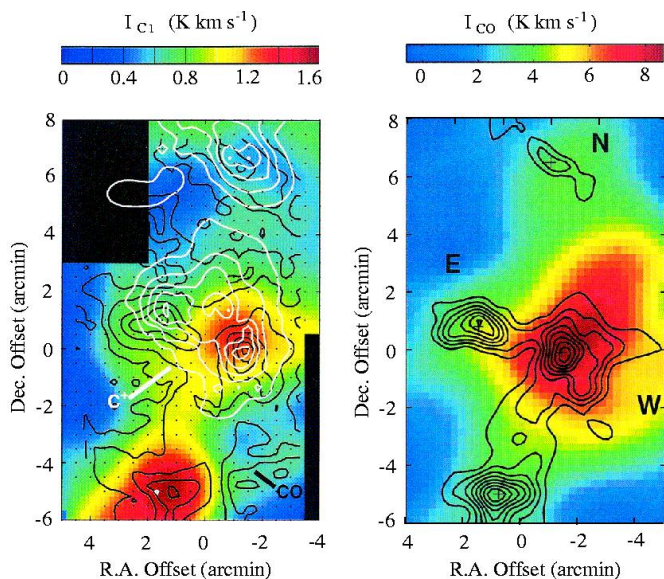 I C I (K km s-1)
0 0.4 0.8 1.2 1.6
Dec. Offset (arcmin)
8
6
4
2
0
-2
-4
-6
C+
CO
4 2 0 -2 -4
R.A. Offset (arcmin)
I CO (K km s-1)
0 2 4 6 8
Dec. Offset (arcmin)
8
6
4
2
0
-2
-4
-6
N
E
W
4 2 0 -2 -4
R.A. Offset (arcmin)